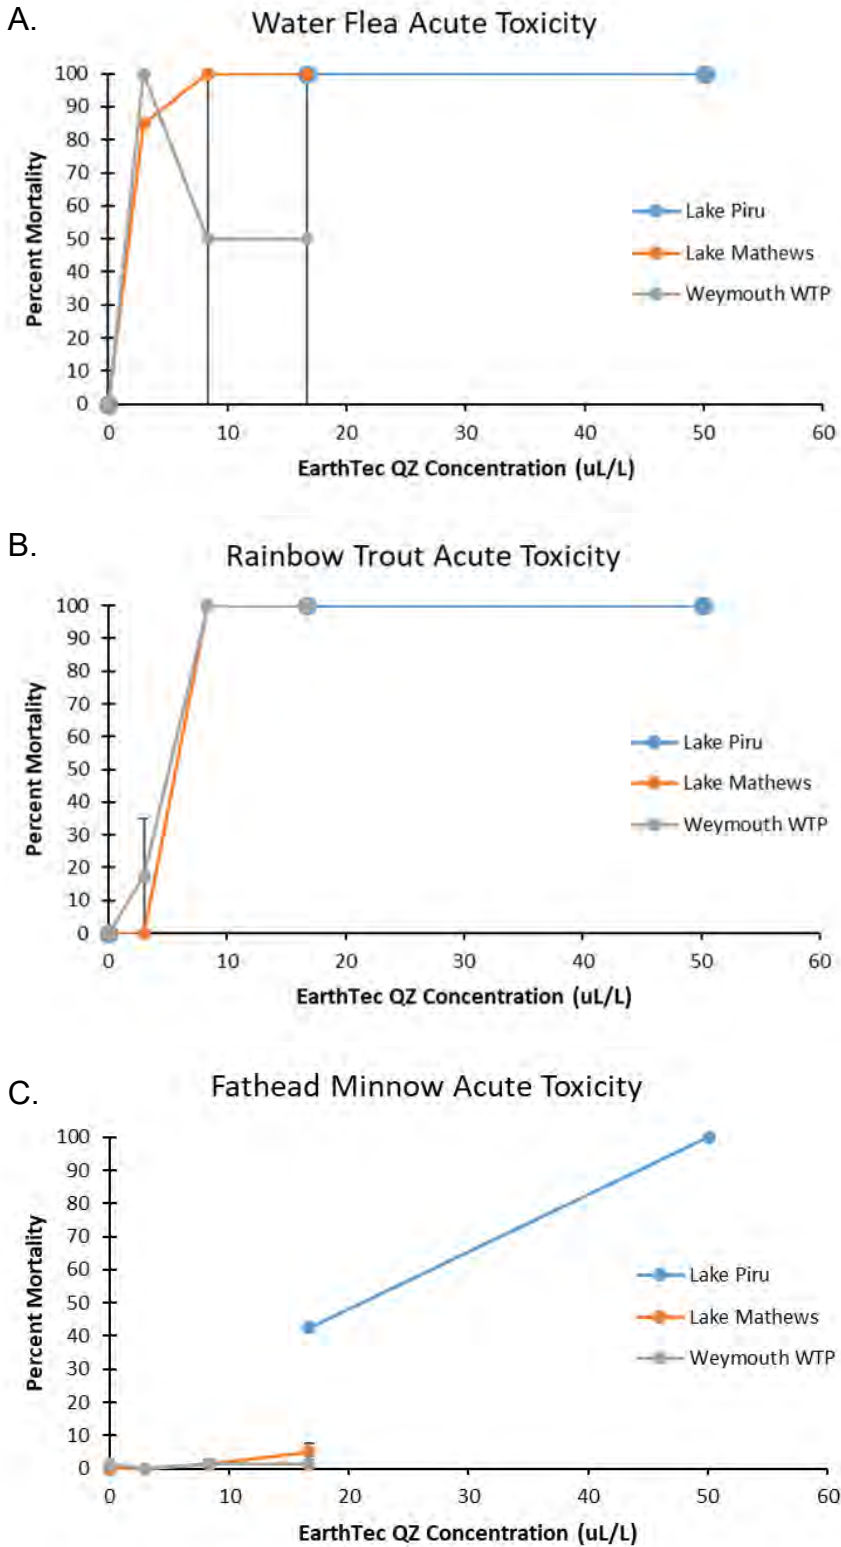 A.
Water Flea Acute Toxicity
100
90
80
70
60
50
40
30
20
10
0
Percent Mortality
Lake Piru
Lake Mathews
Weymouth WTP
0 10 20 30 40 50 60
EarthTec QZ Concentration (uL/L)
B.
Rainbow Trout Acute Toxicity
100
90
80
70
60
50
40
30
20
10
0
Percent Mortality
Lake Piru
Lake Mathews
Weymouth WTP
0 10 20 30 40 50 60
EarthTec QZ Concentration (uL/L)
C.
Fathead Minnow Acute Toxicity
100
90
80
70
60
50
40
30
20
10
0
Percent Mortality
Lake Piru
Lake Mathews
Weymouth WTP
0 10 20 30 40 50 60
EarthTec QZ Concentration (uL/L)